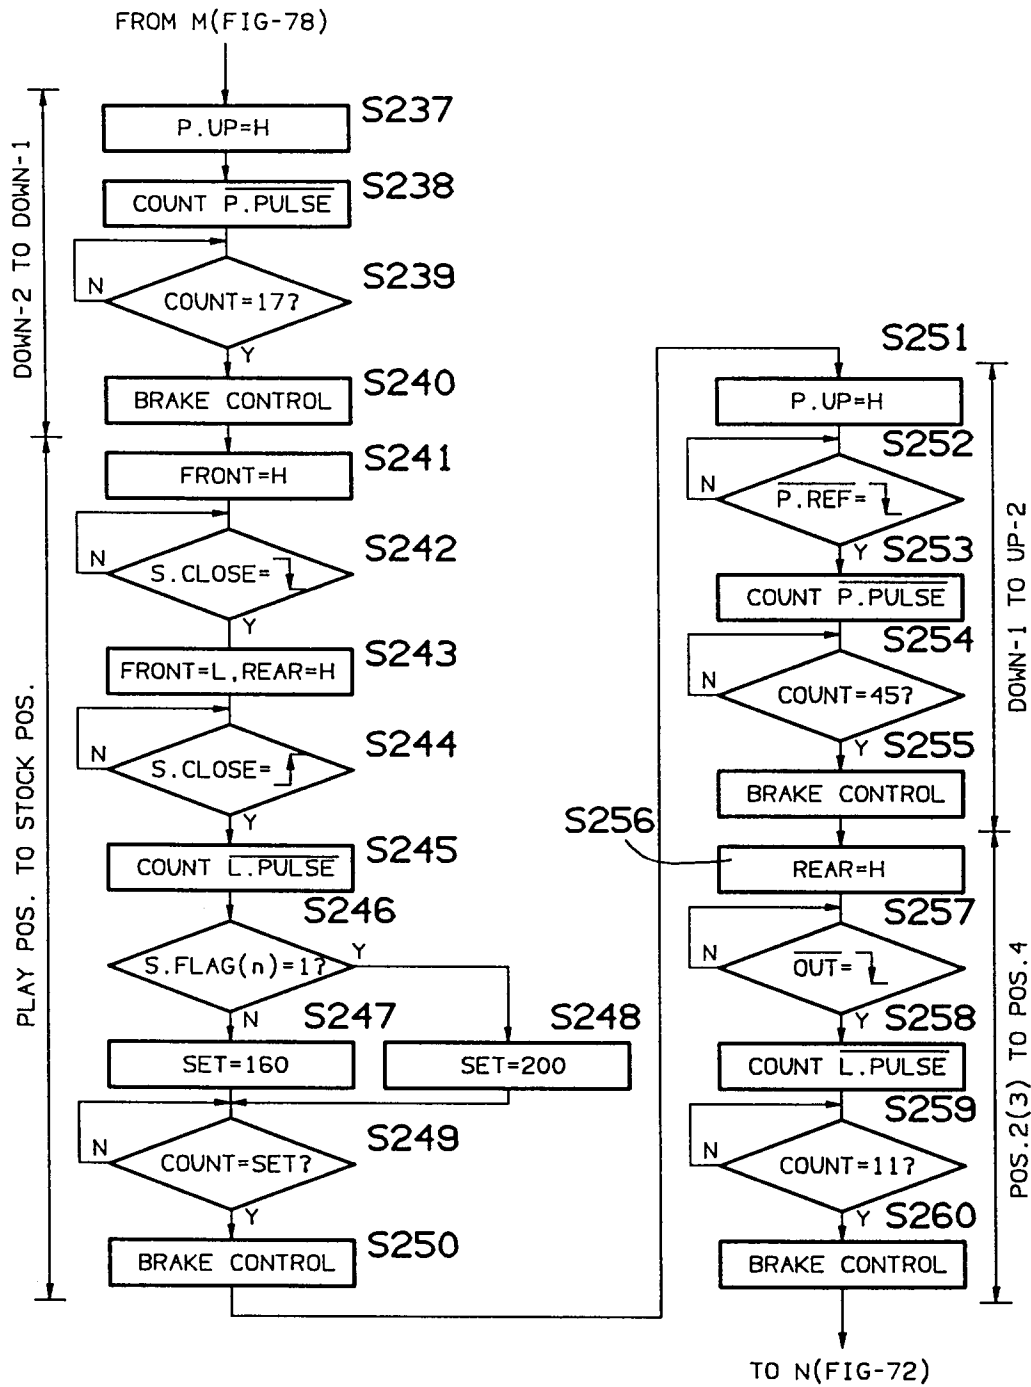 FROM M(FIG-78)
DOWN-2 TO DOWN-1
S237
P.UP=H
S238
COUNT P.PULSE
S239
COUNT=17?
N
Y
S240
BRAKE CONTROL
PLAY POS. TO STOCK POS.
S241
FRONT=H
S242
S.CLOSE=
N
Y
S243
FRONT=L,REAR=H
S244
S.CLOSE=
N
Y
S245
COUNT L.PULSE
S246
S.FLAG(n)=1?
Y
N
S247
SET=160
S248
SET=200
S249
COUNT=SET?
N
Y
S250
BRAKE CONTROL
S251
P.UP=H
DOWN-1 TO UP-2
S252
P.REF=
N
Y
S253
COUNT P.PULSE
S254
COUNT=45?
N
Y
S255
BRAKE CONTROL
S256
REAR=H
POS.2(3) TO POS.4
S257
OUT=
N
Y
S258
COUNT L.PULSE
S259
COUNT=11?
N
Y
S260
BRAKE CONTROL
TO N(FIG-72)